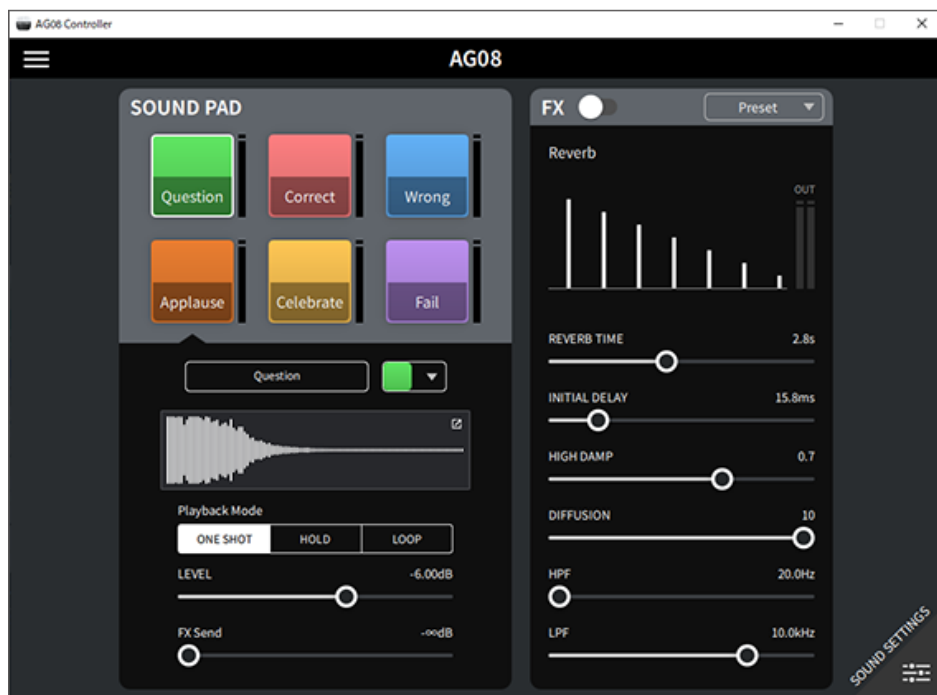 AG08 Controller
AG08
SOUND PAD
Question
Correct
Wrong
Applause
Celebrate
Fail
Question
Playback Mode
ONE SHOT
HOLD
LOOP
LEVEL
-6.00dB
FX Send
-∞dB
FX
Preset
Reverb
OUT
REVERB TIME
2.8s
INITIAL DELAY
15.8ms
HIGH DAMP
0.7
DIFFUSION
10
HPF
20.0Hz
LPF
10.0kHz
SOUND SETTINGS